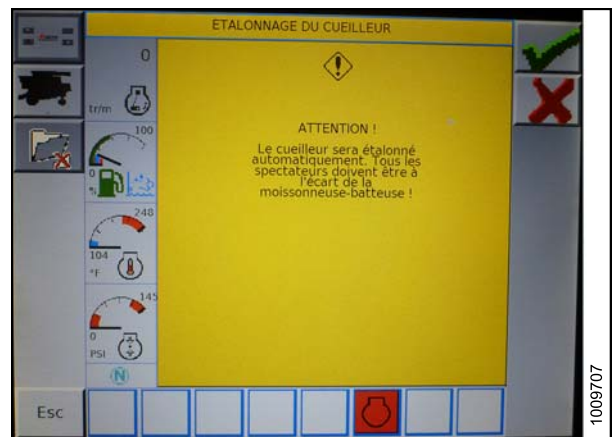 ETALONNAGE DU CUEILLEUR
0
tr/m
100
0
%
248
104
°F
145
0
PSI
N
ATTENTION !
Le cueilleur sera étalonné
automatiquement. Tous les
spectateurs doivent être à
l'écart de la
moissonneuse-batteuse !
Esc
1009707